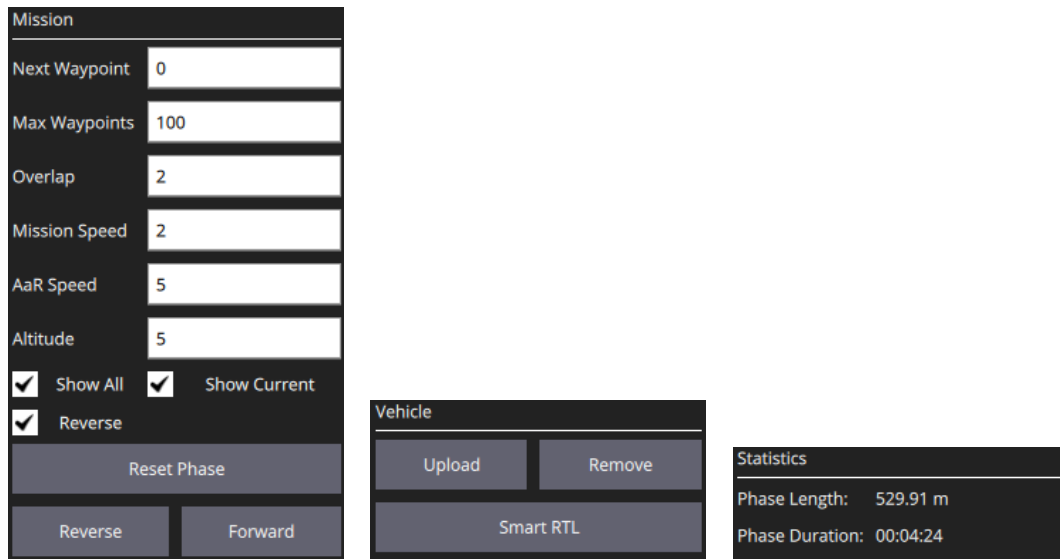 Mission
Next Waypoint 0
Max Waypoints 100
Overlap 2
Mission Speed 2
AaR Speed 5
Altitude 5
Show All Show Current
Reverse
Reset Phase
Reverse Forward
Vehicle
Upload Remove
Smart RTL
Statistics
Phase Length: 529.91 m
Phase Duration: 00:04:24